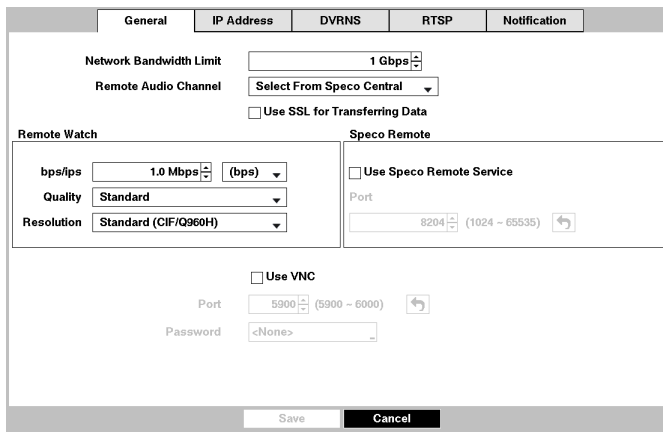 General IP Address DVRNS RTSP Notification
Network Bandwidth Limit 1 Gbps
Remote Audio Channel Select From Speco Central
Use SSL for Transferring Data
Remote Watch Speco Remote
bps/ips 1.0 Mbps (bps) Use Speco Remote Service
Quality Standard Port
Resolution Standard (CIF/Q960H) 8204 (1024 – 65535)
Use VNC
Port 5900 (5900 – 6000)
Password <None>
Save Cancel